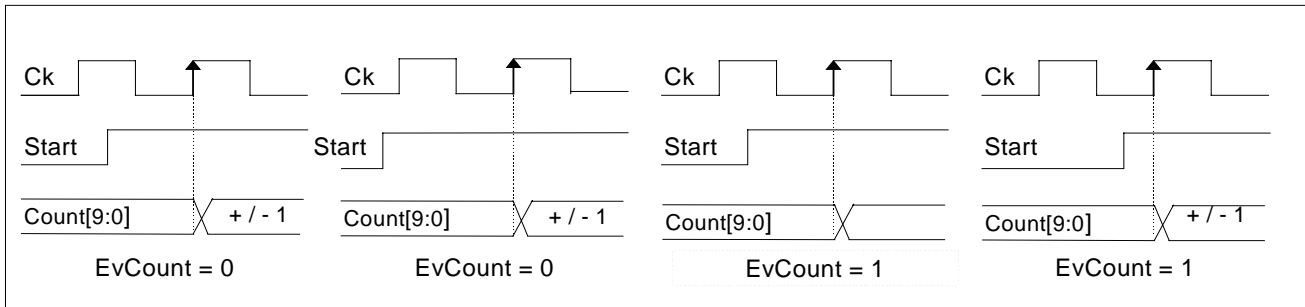 Ck
Start
Count[9:0] + / - 1
EvCount = 0
Ck
Start
Count[9:0] + / - 1
EvCount = 0
Ck
Start
Count[9:0]
EvCount = 1
Ck
Start
Count[9:0] + / - 1
EvCount = 1